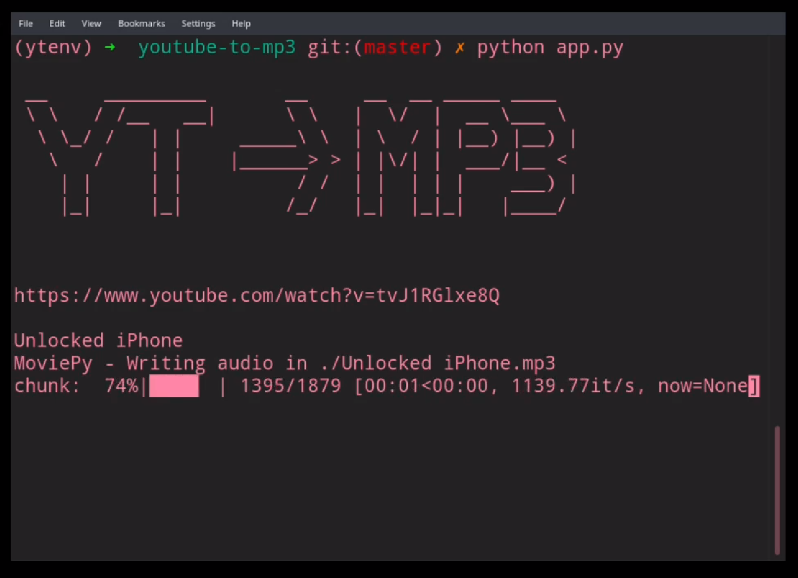 File Edit View Bookmarks Settings Help
(ytenv) → youtube-to-mp3 git:(master) ✗ python app.py
YT->MP3
https://www.youtube.com/watch?v=tvJ1RGlxe8Q
Unlocked iPhone
MoviePy - Writing audio in ./Unlocked iPhone.mp3
chunk: 74%|████ | 1395/1879 [00:01<00:00, 1139.77it/s, now=None]